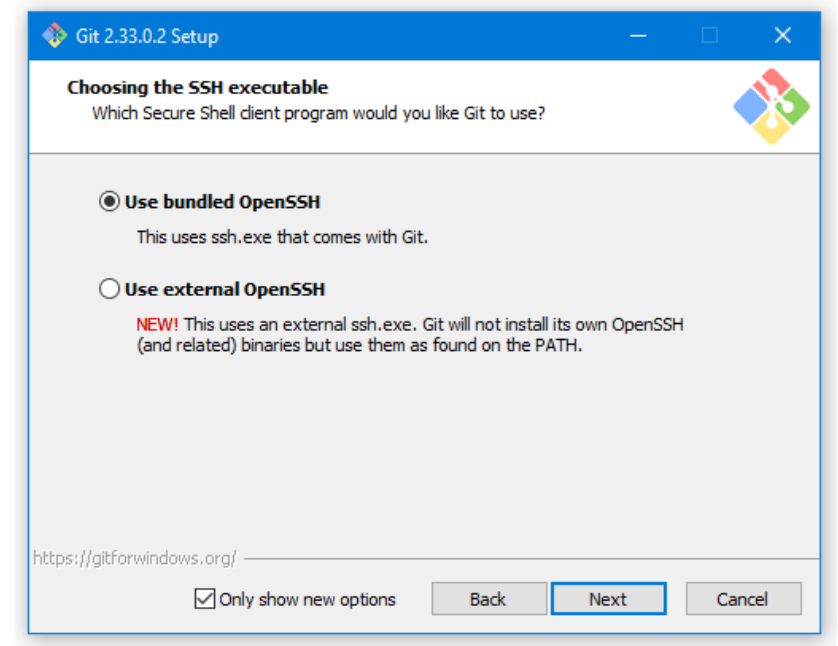 Git 2.33.0.2 Setup
Choosing the SSH executable
Which Secure Shell client program would you like Git to use?
Use bundled OpenSSH
This uses ssh.exe that comes with Git.
Use external OpenSSH
NEW! This uses an external ssh.exe. Git will not install its own OpenSSH
(and related) binaries but use them as found on the PATH.
https://gitforwindows.org/
Only show new options
Back
Next
Cancel